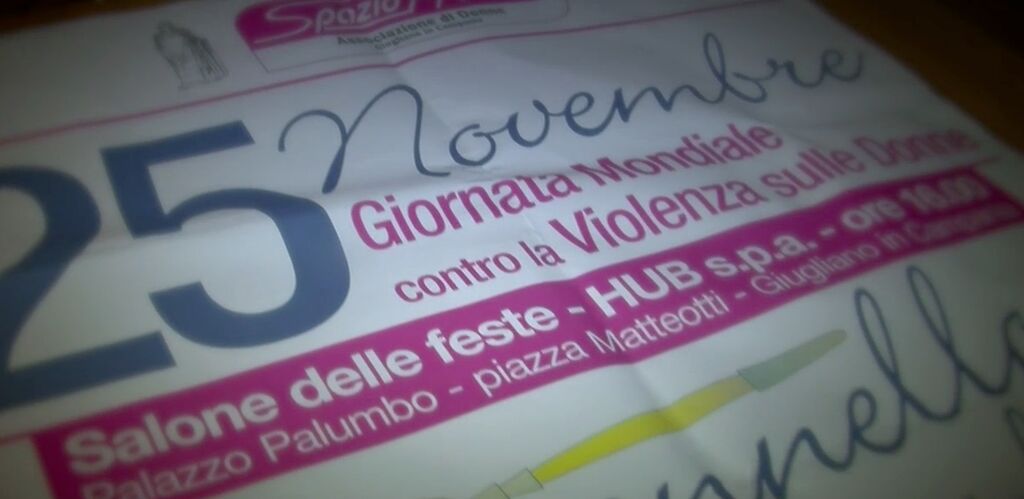 Spazio
Associazione di Donne
Giugliano in Campania
25 Novembre
Giornata Mondiale
contro la Violenza sulle Donne
Salone delle feste - HUB s.p.a. - ore 16.00
Palazzo Palumbo - piazza Matteotti - Giugliano in Campania